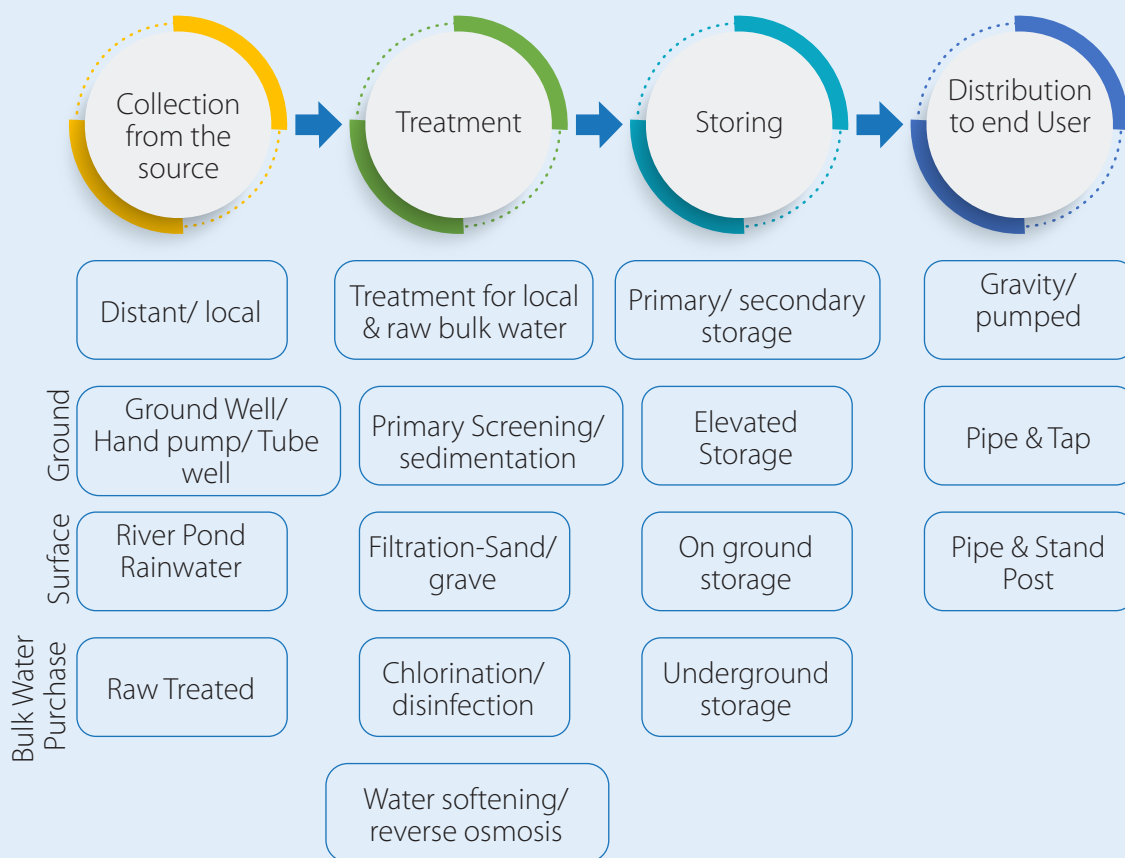 Collection
from the
source
Treatment
Storing
Distribution
to end User
Distant/ local
Treatment for local
& raw bulk water
Primary/ secondary
storage
Gravity/
pumped
Ground
Ground Well/
Hand pump/ Tube
well
Primary Screening/
sedimentation
Elevated
Storage
Pipe & Tap
Surface
River Pond
Rainwater
Filtration-Sand/
grave
On ground
storage
Pipe & Stand
Post
Bulk Water
Purchase
Raw Treated
Chlorination/
disinfection
Underground
storage
Water softening/
reverse osmosis